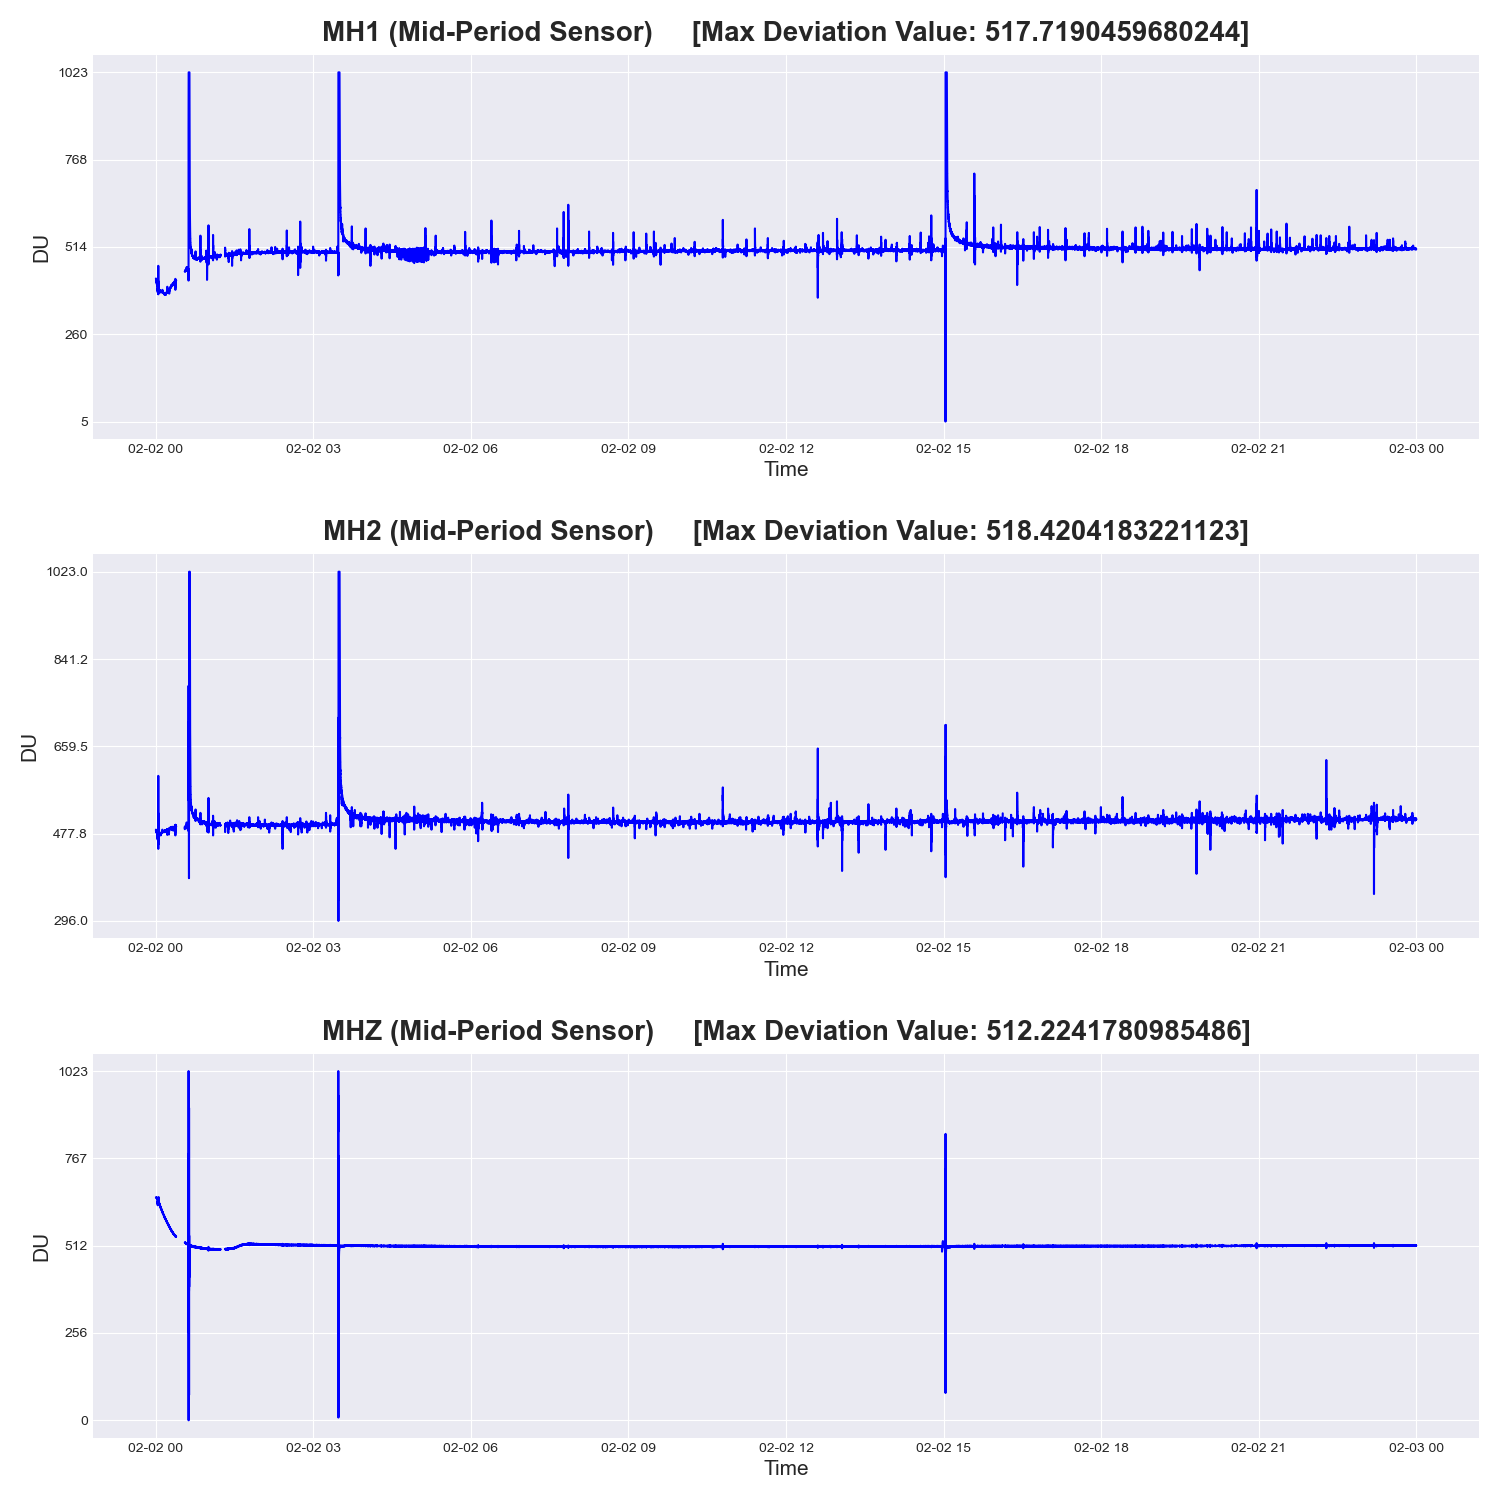 MH1 (Mid-Period Sensor) [Max Deviation Value: 517.7190459680244]
1023
768
514
260
5
DU
02-02 00 02-02 03 02-02 06 02-02 09 02-02 12 02-02 15 02-02 18 02-02 21 02-03 00
Time
MH2 (Mid-Period Sensor) [Max Deviation Value: 518.4204183221123]
1023.0
841.2
659.5
477.8
296.0
DU
02-02 00 02-02 03 02-02 06 02-02 09 02-02 12 02-02 15 02-02 18 02-02 21 02-03 00
Time
MHZ (Mid-Period Sensor) [Max Deviation Value: 512.2241780985486]
1023
767
512
256
0
DU
02-02 00 02-02 03 02-02 06 02-02 09 02-02 12 02-02 15 02-02 18 02-02 21 02-03 00
Time